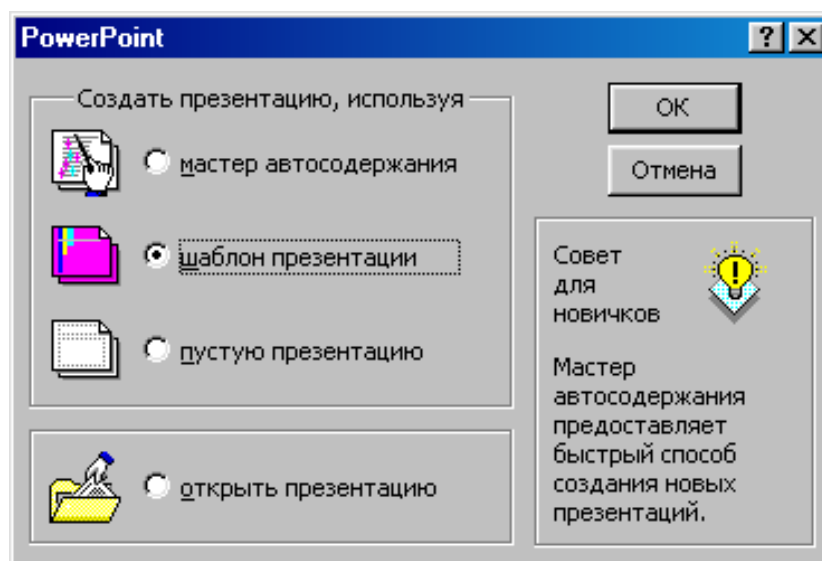 PowerPoint
Создать презентацию, используя
мастер автосодержания
шаблон презентации
пустую презентацию
открыть презентацию
ОК
Отмена
Совет
для
новичков
Мастер
автосодержания
предоставляет
быстрый способ
создания новых
презентаций.